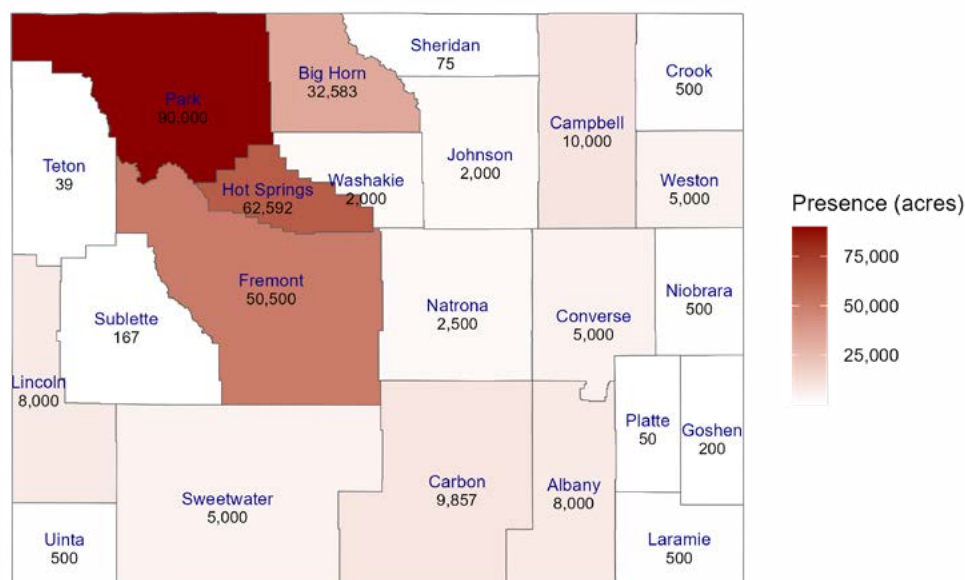 Sheridan
75
Big Horn
32,583
Crook
500
Park
90,000
Campbell
10,000
Johnson
2,000
Teton
39
Hot Springs
62,592
Washakie
2,000
Weston
5,000
Presence (acres)
75,000
50,000
25,000
Fremont
50,500
Natrona
2,500
Converse
5,000
Niobrara
500
Sublette
167
Lincoln
8,000
Platte
50
Goshen
200
Sweetwater
5,000
Carbon
9,857
Albany
8,000
Uinta
500
Laramie
500